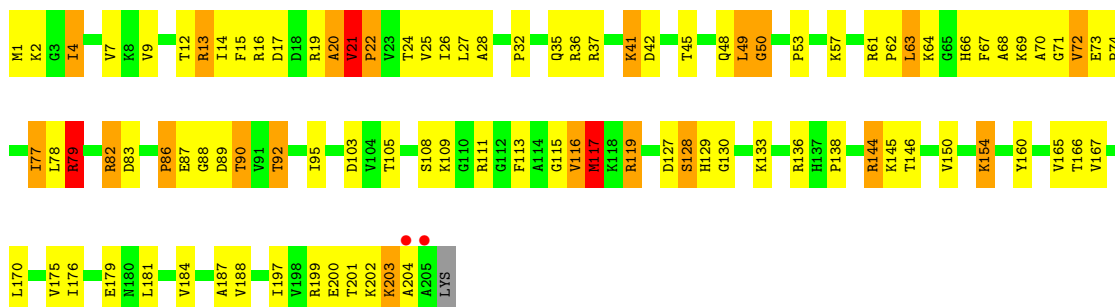 M1 K2 G3 I4 V7 K8 V9 T12 R13 I14 F15 R16 D17 D18 R19 A20 V21 P22 V23 T24 V25 I26 L27 A28 P32 Q35 R36 R37 K41 D42 T45 Q48 L49 G50 P53 K57 R61 P62 L63 K64 G65 H66 F67 A68 K69 A70 G71 V72 E73
I77 L78 R79 R82 D83 P86 E87 G88 D89 T90 V91 T92 I95 D103 V104 T105 S108 K109 G110 R111 G112 F113 A114 G115 V116 M117 K118 R119 D127 S128 H129 G130 K133 R136 H137 P138 R144 K145 T146 V150 K154 Y160 V165 T166 V167
L170 V175 I176 E179 N180 L181 V184 A187 V188 I197 V198 R199 E200 T201 K202 K203 A204 A205 LYS